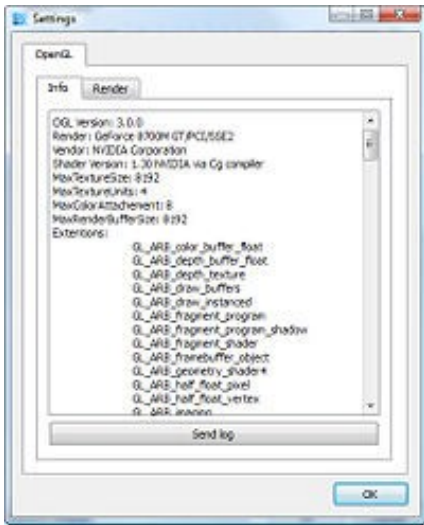 Settings
OpenGL
Info
Render
OGL Version: 3.0.0
Render: GeForce 8700M GT/PCI/SSE2
Vendor: NVIDIA Corporation
Shader Version: 1.30 NVIDIA via Cg compiler
MaxTextureSize: 8192
MaxTextureUnits: 4
MaxColorAttachement: 8
MaxRenderBufferSize: 8192
Extentions:
GL_ARB_color_buffer_float
GL_ARB_depth_buffer_float
GL_ARB_depth_texture
GL_ARB_draw_buffers
GL_ARB_draw_instanced
GL_ARB_fragment_program
GL_ARB_fragment_program_shadow
GL_ARB_fragment_shader
GL_ARB_framebuffer_object
GL_ARB_geometry_shader4
GL_ARB_half_float_pixel
GL_ARB_half_float_vertex
GL_ARB_imaging
Send log
OK